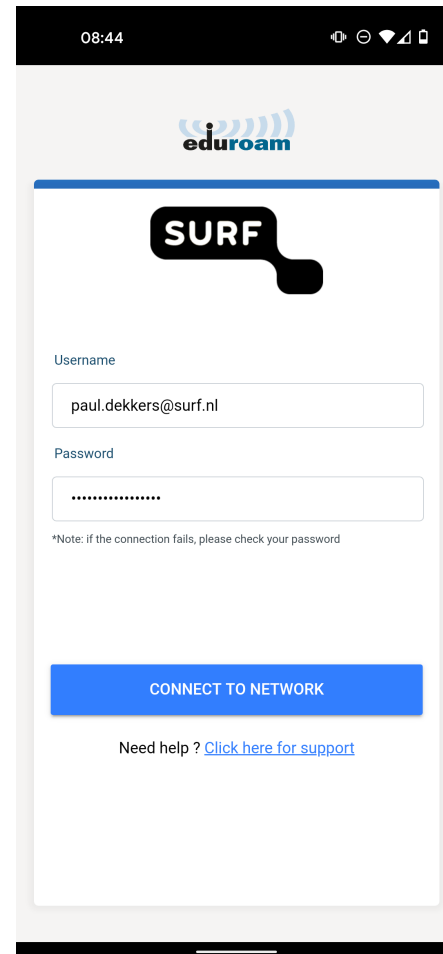 08:44
eduroam
SURF
Username
paul.dekkers@surf.nl
Password
•••••••••••••••••
*Note: if the connection fails, please check your password
CONNECT TO NETWORK
Need help ? Click here for support